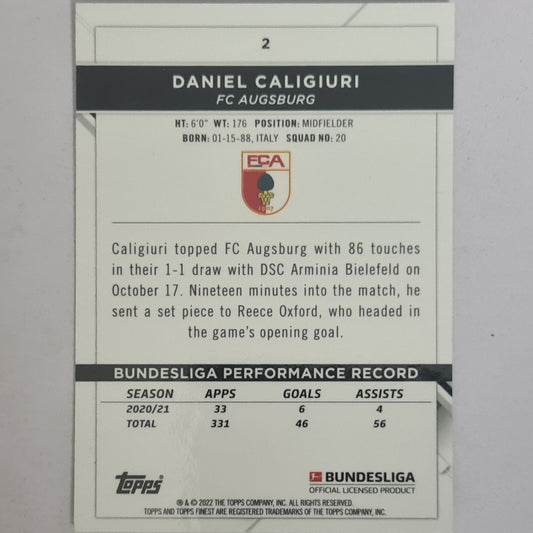 2
DANIEL CALIGIURI
FC AUGSBURG
HT: 6'0" WT: 176 POSITION: MIDFIELDER
BORN: 01-15-88, ITALY SQUAD NO: 20
FCA
1907
Caligiuri topped FC Augsburg with 86 touches
in their 1-1 draw with DSC Arminia Bielefeld on
October 17. Nineteen minutes into the match, he
sent a set piece to Reece Oxford, who headed in
the game's opening goal.
BUNDESLIGA PERFORMANCE RECORD
SEASON APPS GOALS ASSISTS
2020/21 33 6 4
TOTAL 331 46 56
Topps
BUNDESLIGA
OFFICIAL LICENSED PRODUCT
® & © 2022 THE TOPPS COMPANY, INC. ALL RIGHTS RESERVED.
TOPPS AND TOPPS FINEST ARE REGISTERED TRADEMARKS OF THE TOPPS COMPANY, INC.